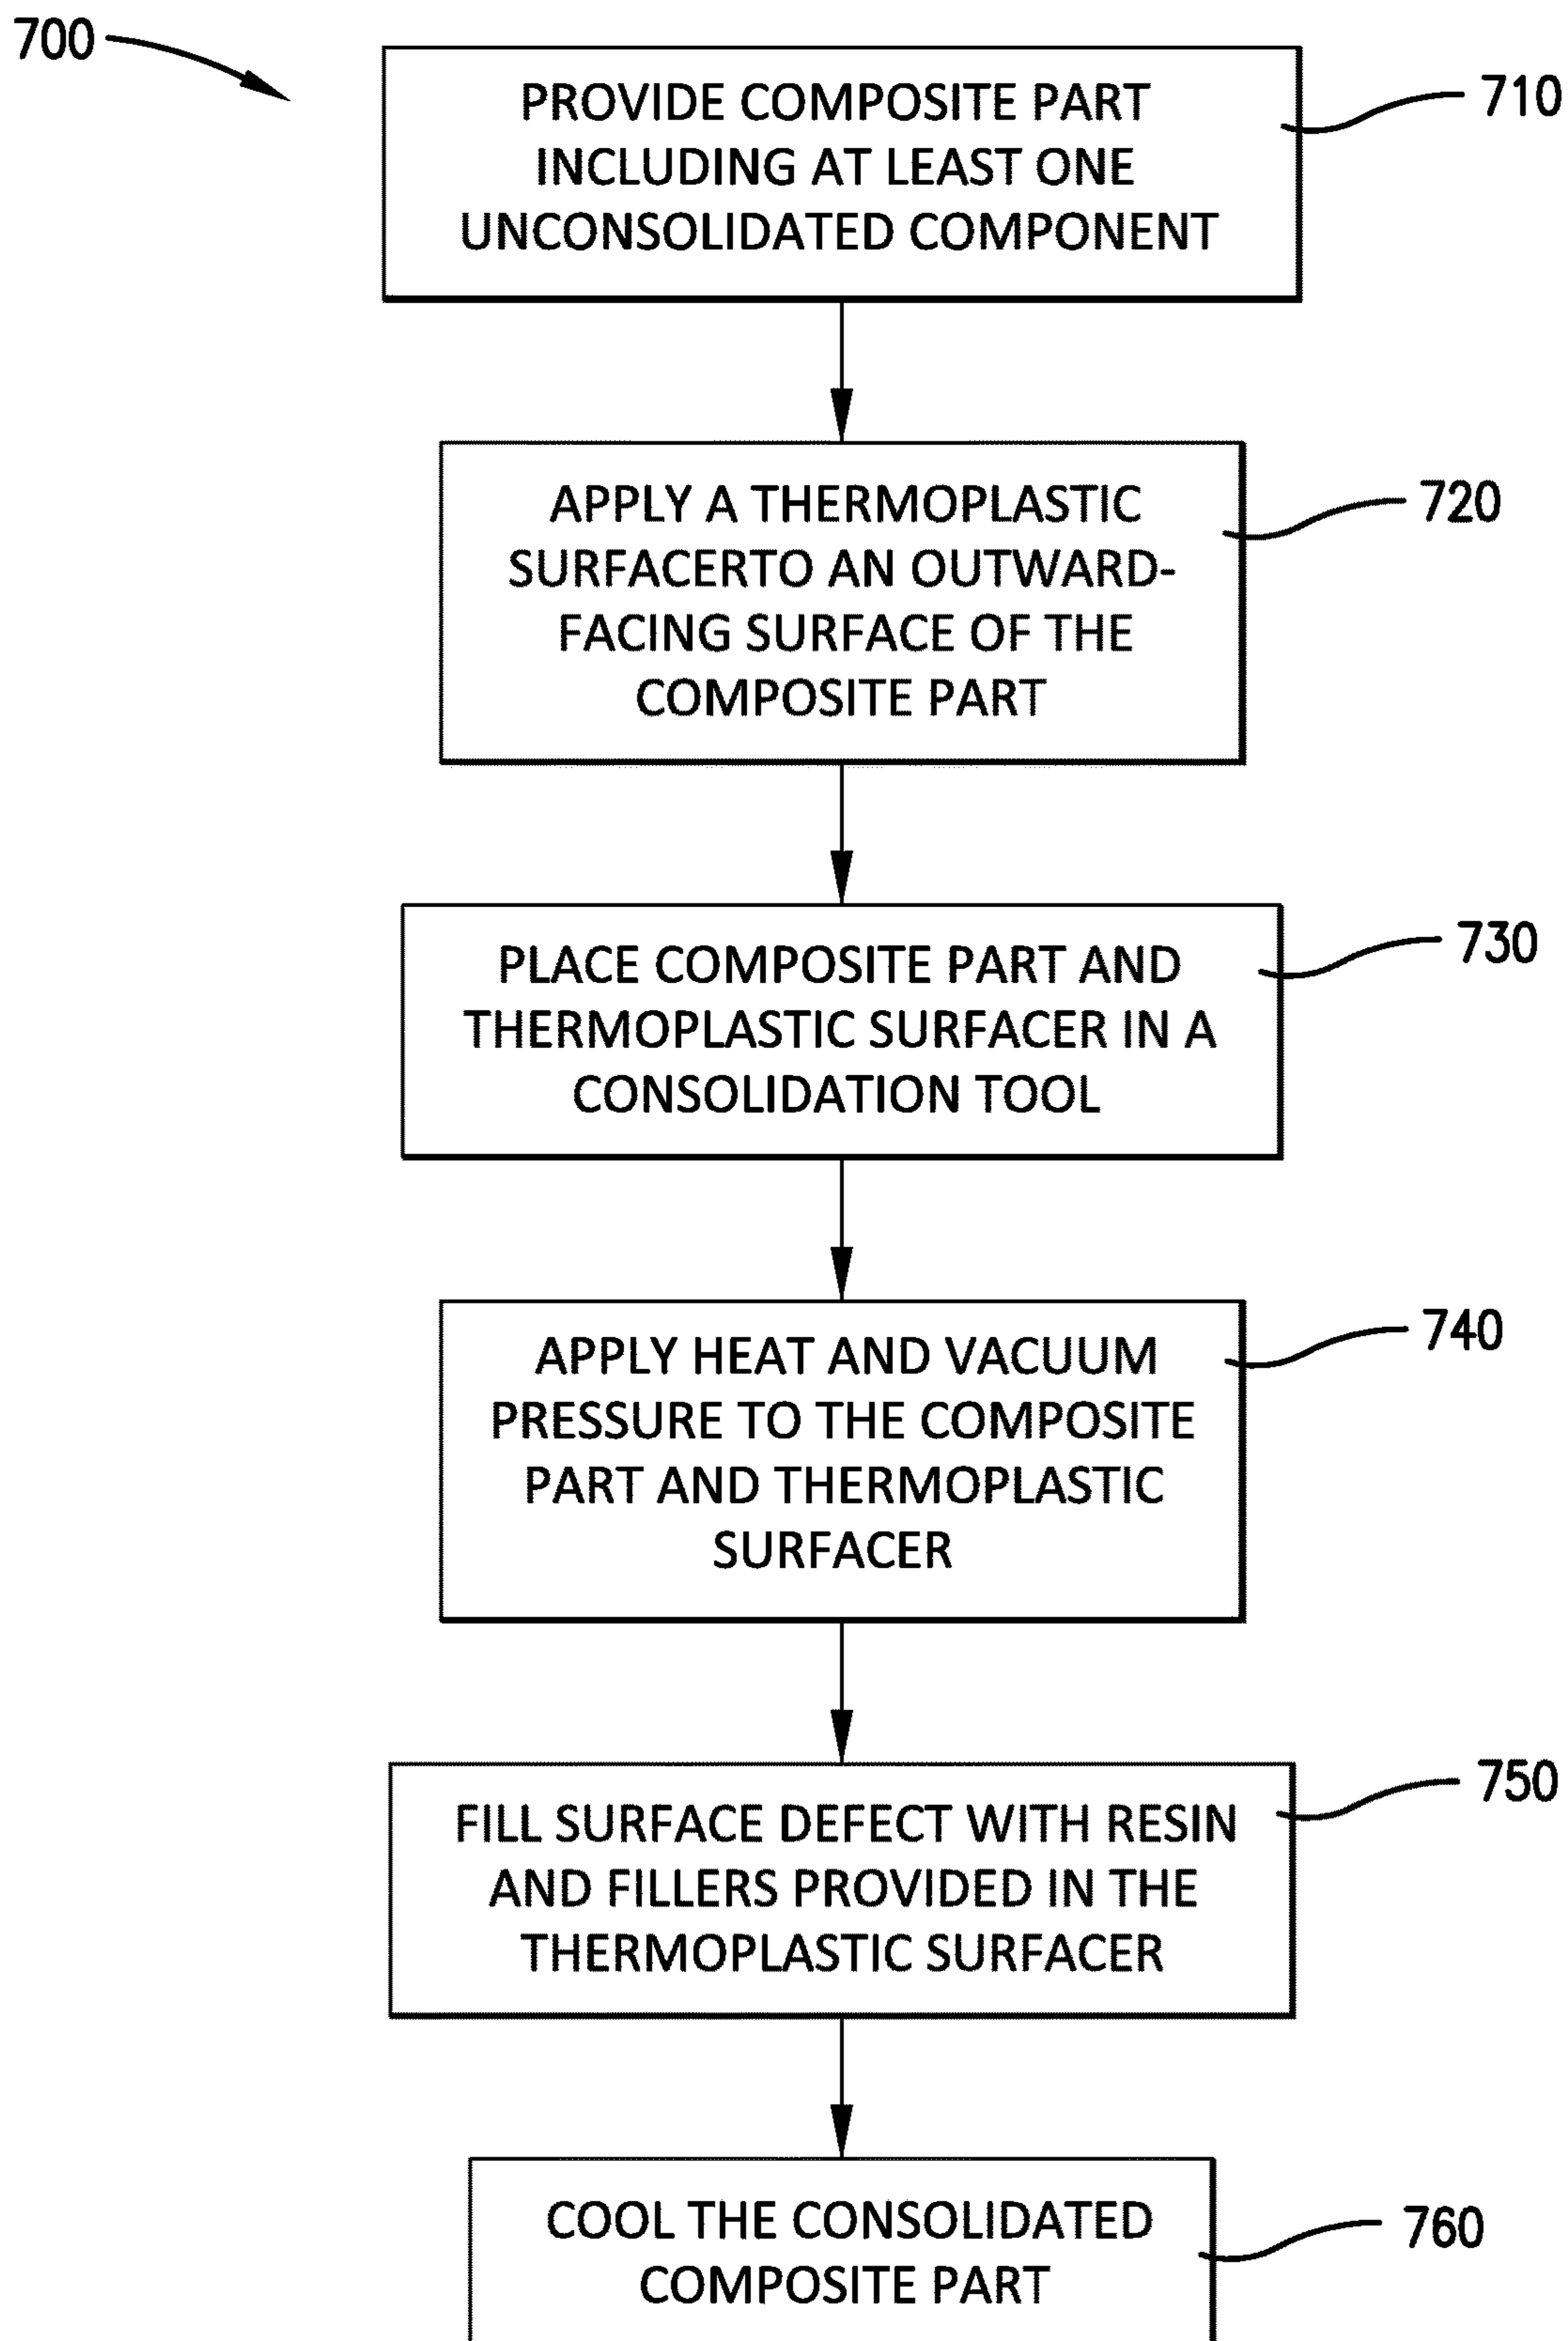 700
PROVIDE COMPOSITE PART
INCLUDING AT LEAST ONE
UNCONSOLIDATED COMPONENT
710
APPLY A THERMOPLASTIC
SURFACERTO AN OUTWARD-
FACING SURFACE OF THE
COMPOSITE PART
720
PLACE COMPOSITE PART AND
THERMOPLASTIC SURFACER IN A
CONSOLIDATION TOOL
730
APPLY HEAT AND VACUUM
PRESSURE TO THE COMPOSITE
PART AND THERMOPLASTIC
SURFACER
740
FILL SURFACE DEFECT WITH RESIN
AND FILLERS PROVIDED IN THE
THERMOPLASTIC SURFACER
750
COOL THE CONSOLIDATED
COMPOSITE PART
760